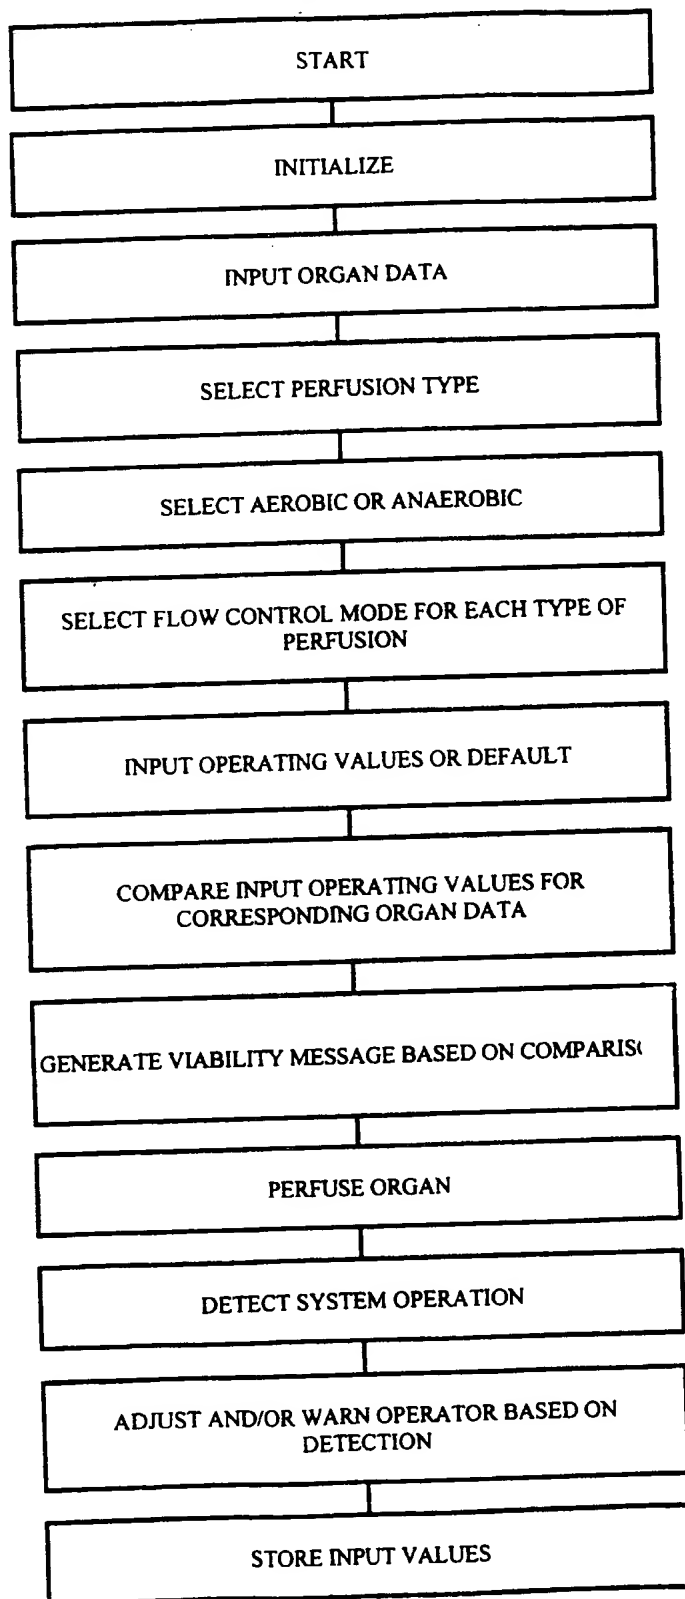 START
INITIALIZE
INPUT ORGAN DATA
SELECT PERFUSION TYPE
SELECT AEROBIC OR ANAEROBIC
SELECT FLOW CONTROL MODE FOR EACH TYPE OF
PERFUSION
INPUT OPERATING VALUES OR DEFAULT
COMPARE INPUT OPERATING VALUES FOR
CORRESPONDING ORGAN DATA
GENERATE VIABILITY MESSAGE BASED ON
PERFUSE ORGAN
DETECT SYSTEM OPERATION
ADJUST AND/OR WARN OPERATOR BASED ON
DETECTION
STORE INPUT VALUES